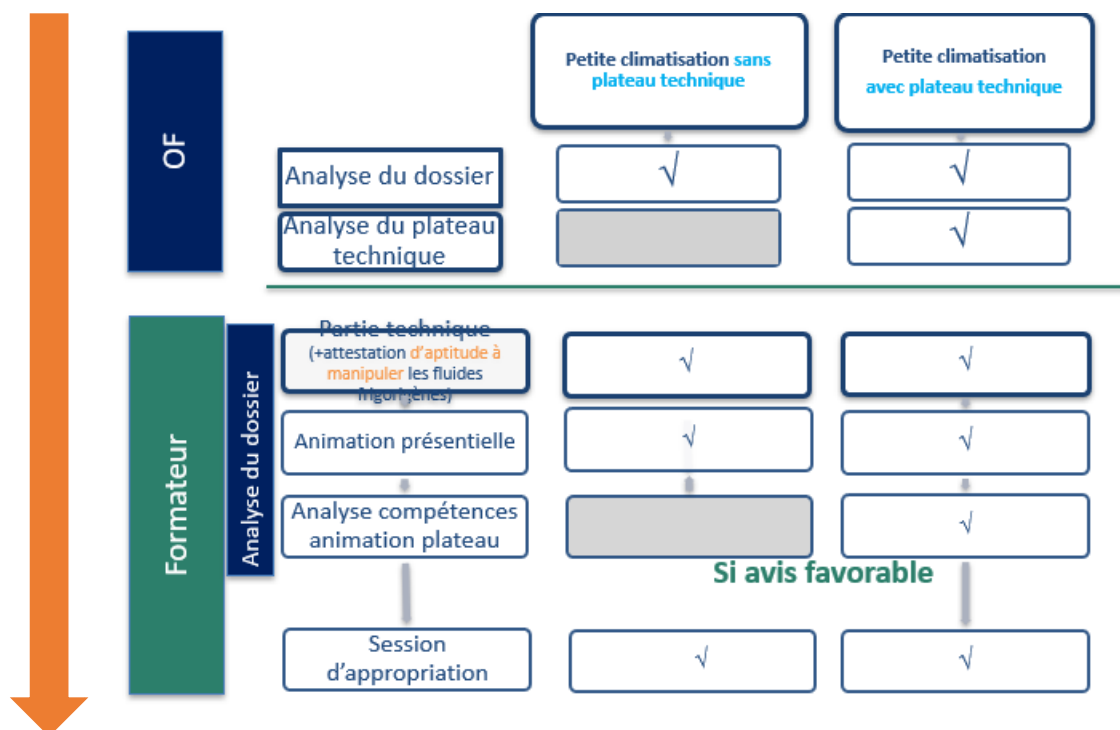 Petite climatisation sans
plateau technique
Petite climatisation
avec plateau technique
OF
Analyse du dossier
√
√
Analyse du plateau
technique
√
Formateur
Analyse du dossier
Partie technique
(+attestation d'aptitude à
manipuler les fluides
frigorigènes)
√
√
Animation présentielle
√
√
Analyse compétences
animation plateau
√
Si avis favorable
Session
d'appropriation
√
√